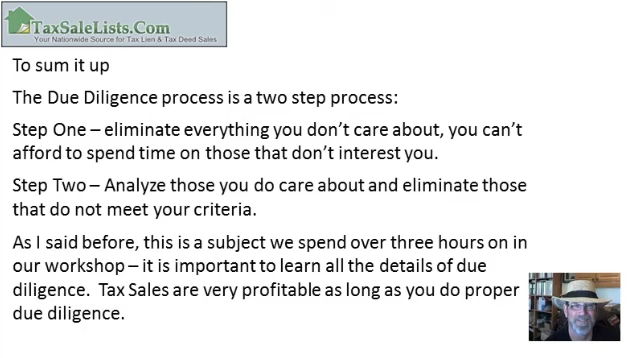 TaxSaleLists.Com
Your Nationwide Source for Tax Lien & Tax Deed Sales
To sum it up
The Due Diligence process is a two step process:
Step One – eliminate everything you don't care about, you can't
afford to spend time on those that don't interest you.
Step Two – Analyze those you do care about and eliminate those
that do not meet your criteria.
As I said before, this is a subject we spend over three hours on in
our workshop – it is important to learn all the details of due
diligence.  Tax Sales are very profitable as long as you do proper
due diligence.